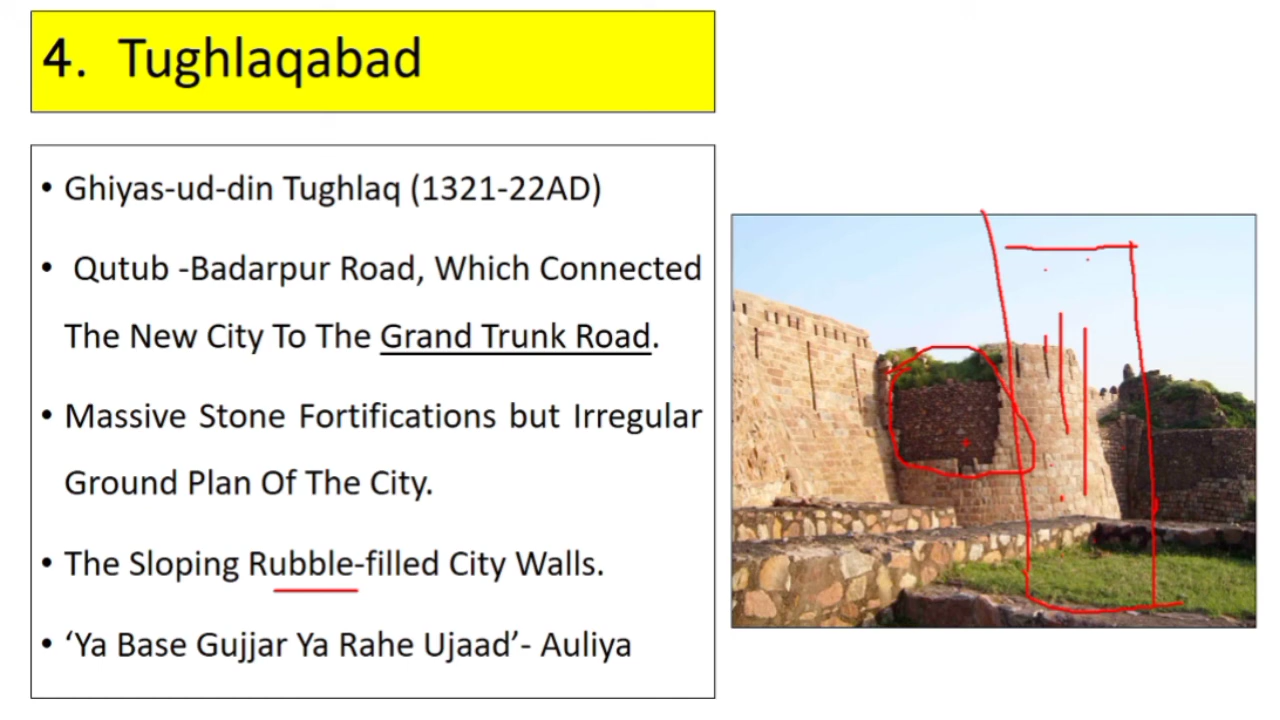 4. Tughlaqabad
• Ghiyas-ud-din Tughlaq (1321-22AD)
• Qutub -Badarpur Road, Which Connected
The New City To The Grand Trunk Road.
• Massive Stone Fortifications but Irregular
Ground Plan Of The City.
• The Sloping Rubble-filled City Walls.
• ‘Ya Base Gujjar Ya Rahe Ujaad’- Auliya